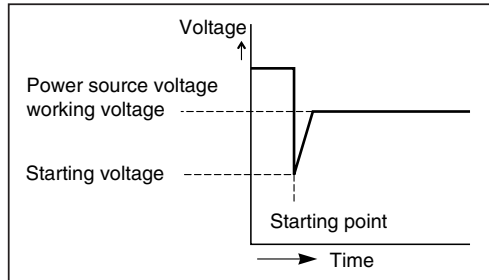 Voltage
Power source voltage
working voltage
Starting voltage
Starting point
Time